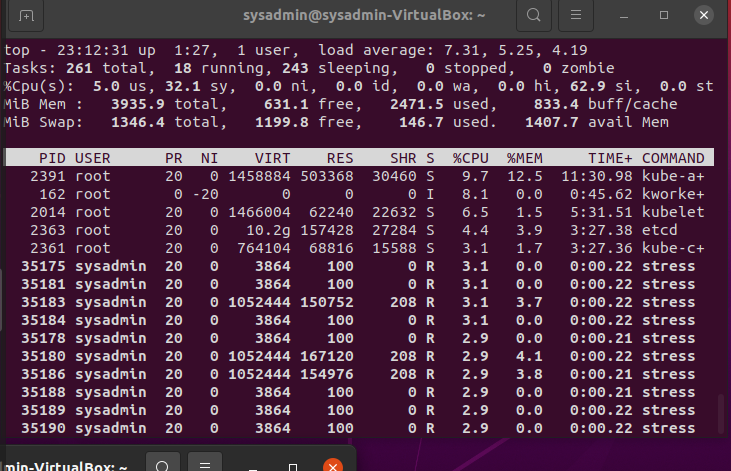 sysadmin@sysadmin-VirtualBox: ~
top - 23:12:31 up  1:27,  1 user,  load average: 7.31, 5.25, 4.19
Tasks: 261 total,  18 running, 243 sleeping,   0 stopped,   0 zombie
%Cpu(s):  5.0 us, 32.1 sy,  0.0 ni,  0.0 id,  0.0 wa,  0.0 hi, 62.9 si,  0.0 st
MiB Mem :   3935.9 total,    631.1 free,   2471.5 used,    833.4 buff/cache
MiB Swap:   1346.4 total,   1199.8 free,    146.7 used.   1407.7 avail Mem
PID USER      PR  NI    VIRT    RES    SHR S  %CPU  %MEM     TIME+ COMMAND
2391 root      20   0 1458884 503368  30460 S   9.7  12.5  11:30.98 kube-a+
162 root       0 -20       0      0      0 I   8.1   0.0   0:45.62 kworke+
2014 root      20   0 1466004  62240  22632 S   6.5   1.5   5:31.51 kubelet
2363 root      20   0   10.2g 157428  27284 S   4.4   3.9   3:27.38 etcd
2361 root      20   0  764104  68816  15588 S   3.1   1.7   3:27.36 kube-c+
35175 sysadmin  20   0    3864    100      0 R   3.1   0.0   0:00.22 stress
35181 sysadmin  20   0    3864    100      0 R   3.1   0.0   0:00.22 stress
35183 sysadmin  20   0 1052444 150752    208 R   3.1   3.7   0:00.22 stress
35184 sysadmin  20   0    3864    100      0 R   3.1   0.0   0:00.22 stress
35178 sysadmin  20   0    3864    100      0 R   2.9   0.0   0:00.21 stress
35180 sysadmin  20   0 1052444 167120    208 R   2.9   4.1   0:00.22 stress
35186 sysadmin  20   0 1052444 154976    208 R   2.9   3.8   0:00.21 stress
35188 sysadmin  20   0    3864    100      0 R   2.9   0.0   0:00.21 stress
35189 sysadmin  20   0    3864    100      0 R   2.9   0.0   0:00.22 stress
35190 sysadmin  20   0    3864    100      0 R   2.9   0.0   0:00.22 stress
min-VirtualBox: ~